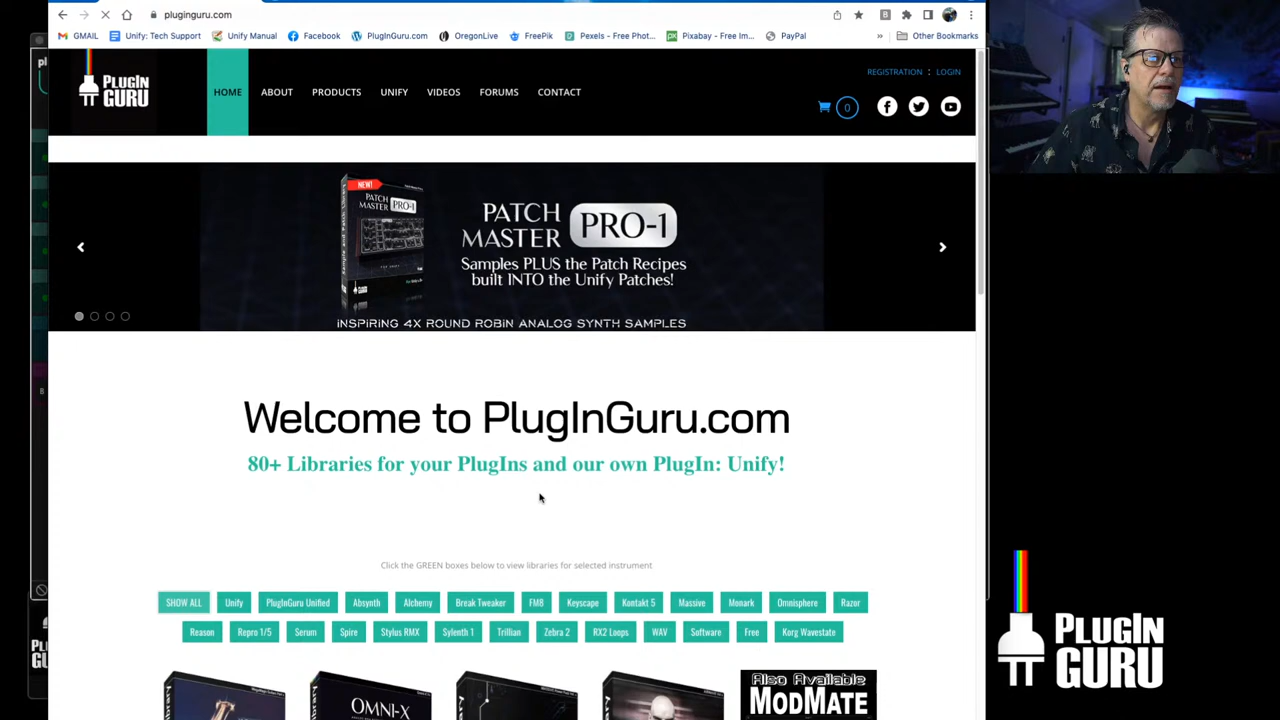 pluginguru.com
GMAIL Unify: Tech Support Unify Manual Facebook PlugInGuru.com OregonLive FreePik Pexels - Free Phot... Pixabay - Free Im... PayPal » Other Bookmarks
REGISTRATION : LOGIN
PLUGIN GURU
HOME ABOUT PRODUCTS UNIFY VIDEOS FORUMS CONTACT
0
NEW!
PATCH MASTER PRO-1
PATCH MASTER PRO-1
Samples PLUS the Patch Recipes
built INTO the Unify Patches!
INSPIRING 4X ROUND ROBIN ANALOG SYNTH SAMPLES
Welcome to PlugInGuru.com
80+ Libraries for your PlugIns and our own PlugIn: Unify!
Click the GREEN boxes below to view libraries for selected instrument
SHOW ALL Unify PlugInGuru Unified Absynth Alchemy Break Tweaker FM8 Keyscape Kontakt 5 Massive Monark Omnisphere Razor
Reason Repro 1/5 Serum Spire Stylus RMX Sylenth 1 Trillian Zebra 2 RX2 Loops WAV Software Free Korg Wavestate
OMNI-X
Also Available
MODMATE
PLUGIN
GURU